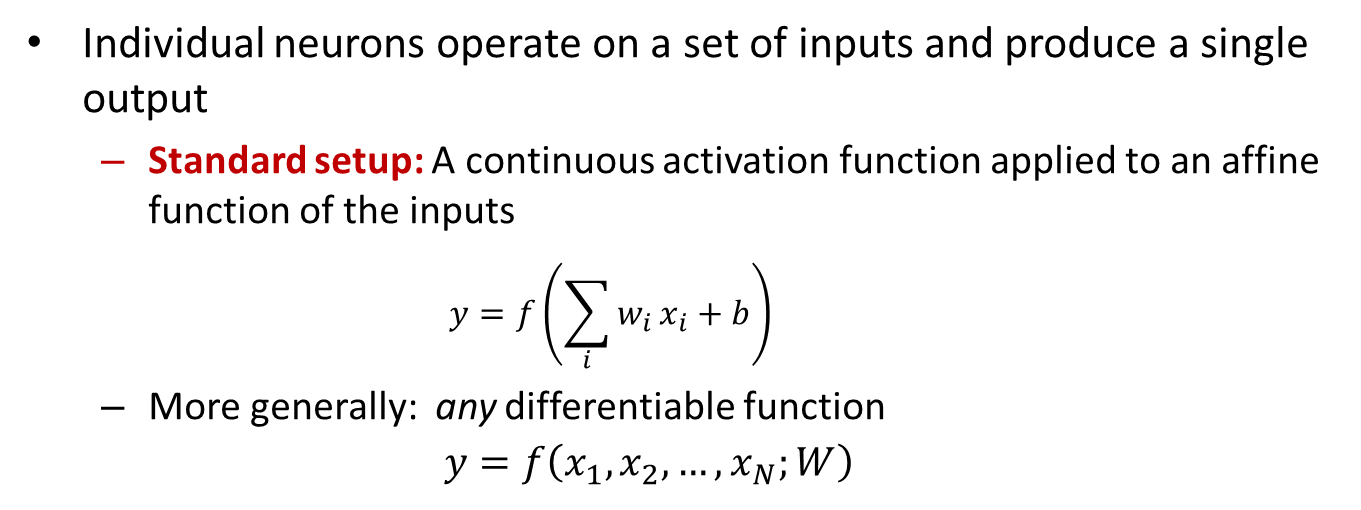 • Individual neurons operate on a set of inputs and produce a single
output
– Standard setup: A continuous activation function applied to an affine
function of the inputs
y = f(∑_i w_i x_i + b)
– More generally: any differentiable function
y = f(x_1, x_2, …, x_N; W)